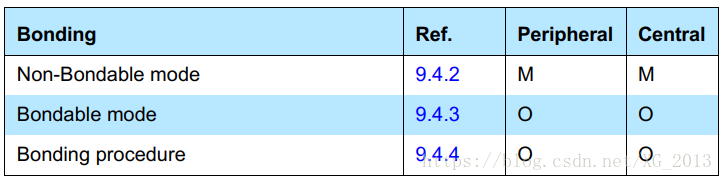 Bonding Ref. Peripheral Central
Non-Bondable mode 9.4.2 M M
Bondable mode 9.4.3 O O
Bonding procedure 9.4.4 O O
https://blog.csdn.net/XG_2013